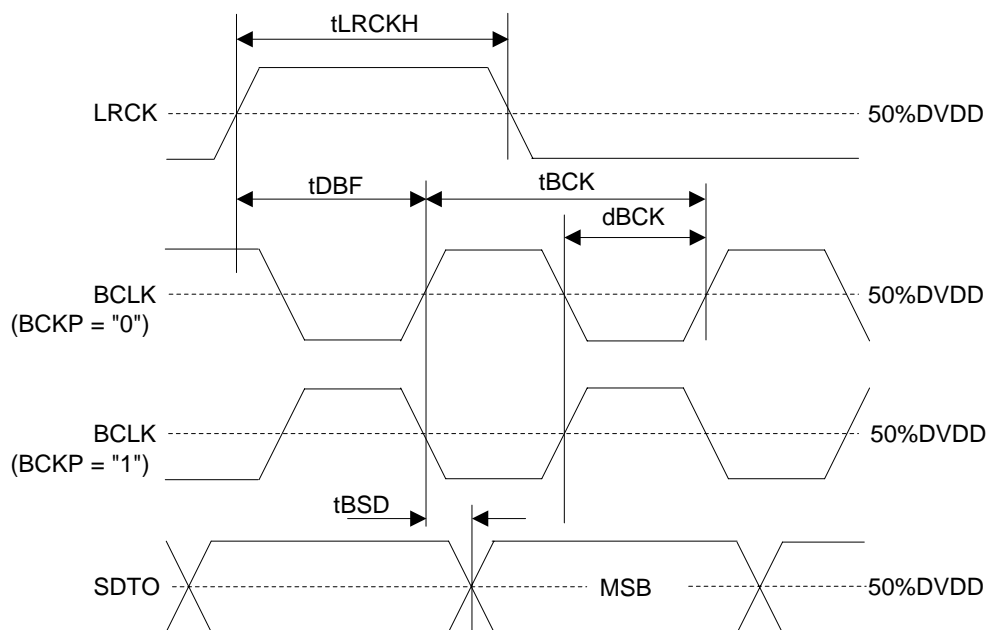 tLRCKH
LRCK
50%DVDD
tDBF
tBCK
dBCK
BCLK
(BCKP = "0")
50%DVDD
BCLK
(BCKP = "1")
50%DVDD
tBSD
SDTO
MSB
50%DVDD